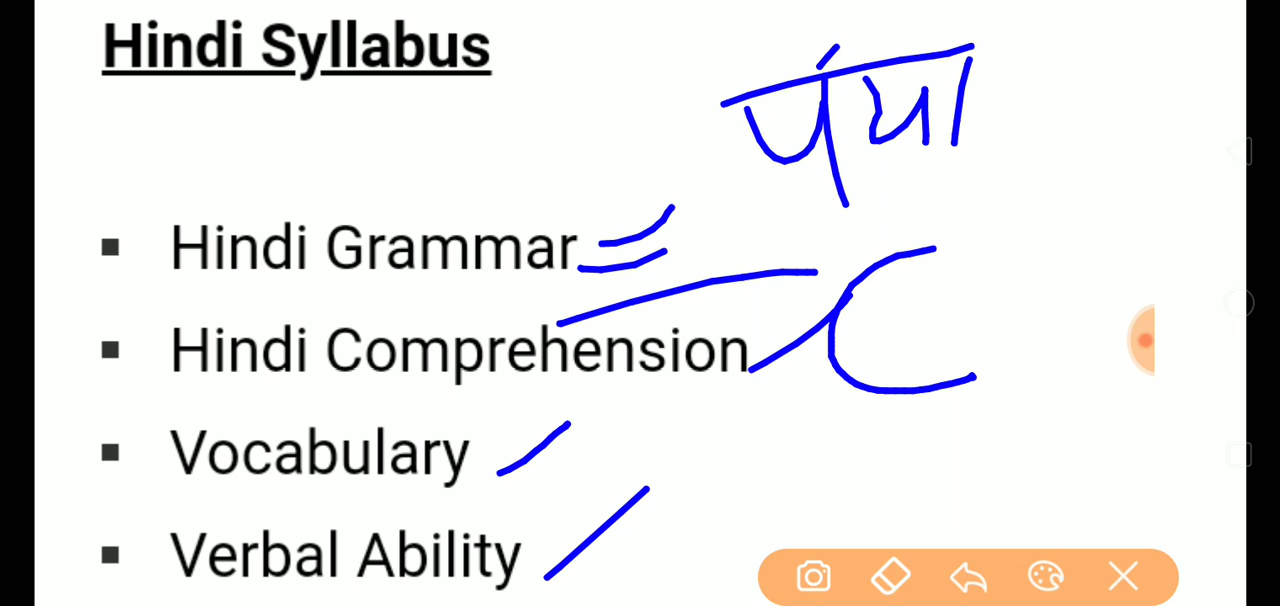 Hindi Syllabus
Hindi Grammar
Hindi Comprehension
Vocabulary
Verbal Ability